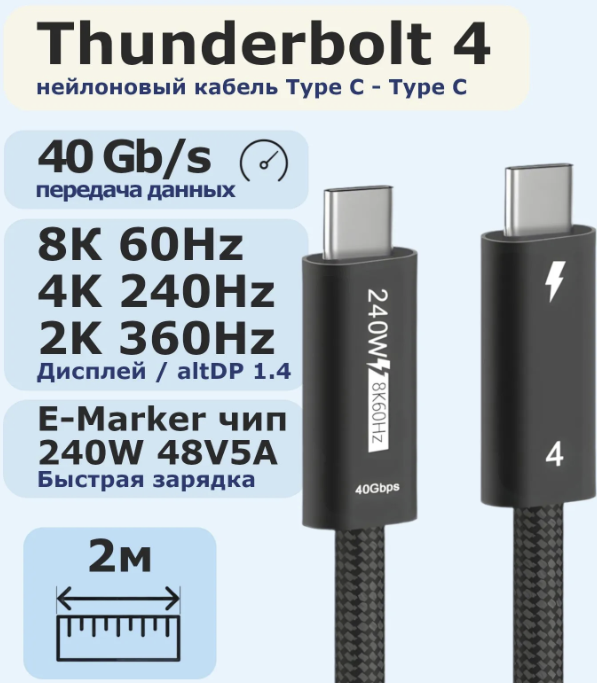 Thunderbolt 4
нейлоновый кабель Type C - Type C
40 Gb/s
передача данных
8K 60Hz
4K 240Hz
2K 360Hz
Дисплей / altDP 1.4
E-Marker чип
240W 48V5A
Быстрая зарядка
2м
240W
8K60Hz
40Gbps
4